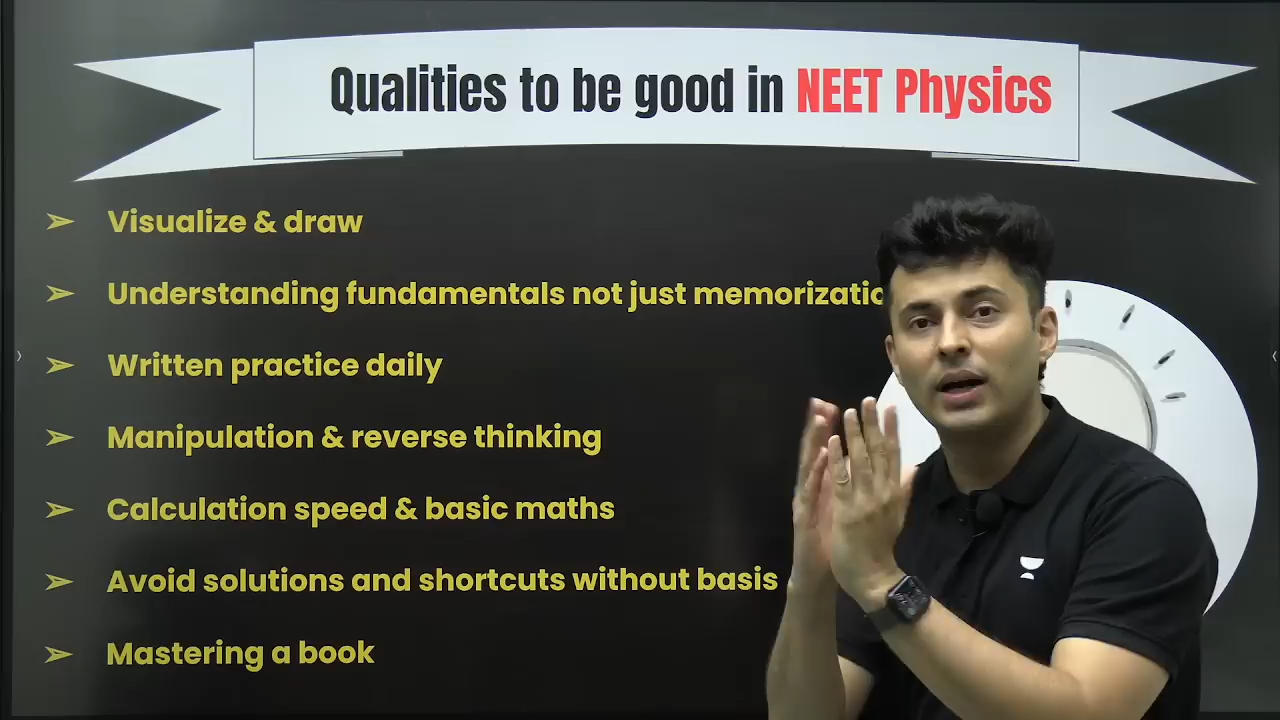 Qualities to be good in NEET Physics
➢ Visualize & draw
➢ Understanding fundamentals not just memorizatio
➢ Written practice daily
➢ Manipulation & reverse thinking
➢ Calculation speed & basic maths
➢ Avoid solutions and shortcuts without basis
➢ Mastering a book